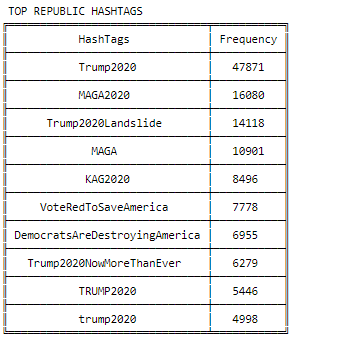 TOP REPUBLIC HASHTAGS
HashTags Frequency
Trump2020 47871
MAGA2020 16080
Trump2020Landslide 14118
MAGA 10901
KAG2020 8496
VoteRedToSaveAmerica 7778
DemocratsAreDestroyingAmerica 6955
Trump2020NowMoreThanEver 6279
TRUMP2020 5446
trump2020 4998